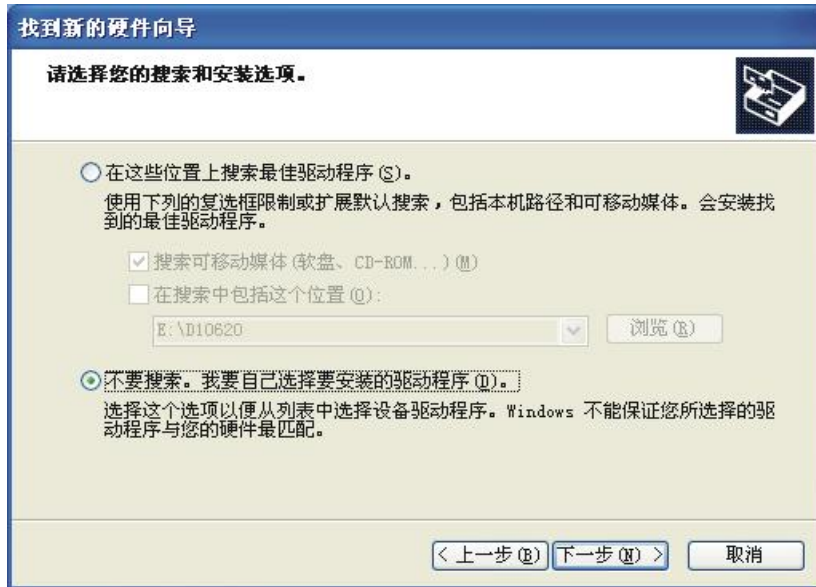 找到新的硬件向导
请选择您的搜索和安装选项。
在这些位置上搜索最佳驱动程序(S)。
使用下列的复选框限制或扩展默认搜索，包括本机路径和可移动媒体。会安装找
到的最佳驱动程序。
搜索可移动媒体(软盘、CD-ROM...)(M)
在搜索中包括这个位置(O):
E:\D10620
浏览(R)
不要搜索。我要自己选择要安装的驱动程序(D)。
选择这个选项以便从列表中选择设备驱动程序。Windows 不能保证您所选择的驱
动程序与您的硬件最匹配。
< 上一步(B) 下一步(N) > 取消